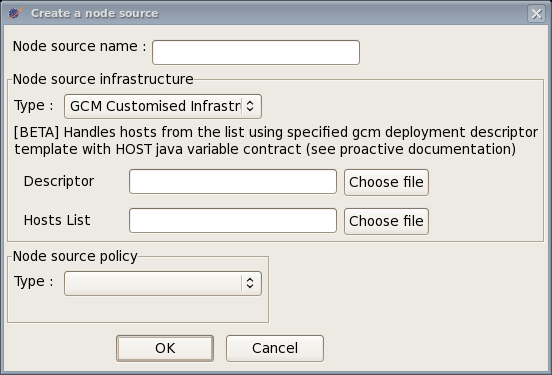 Create a node source
Node source name :
Node source infrastructure
Type :  GCM Customised Infrastr
[BETA] Handles hosts from the list using specified gcm deployment descriptor
template with HOST java variable contract (see proactive documentation)
Descriptor  Choose file
Hosts List  Choose file
Node source policy
Type :
OK  Cancel